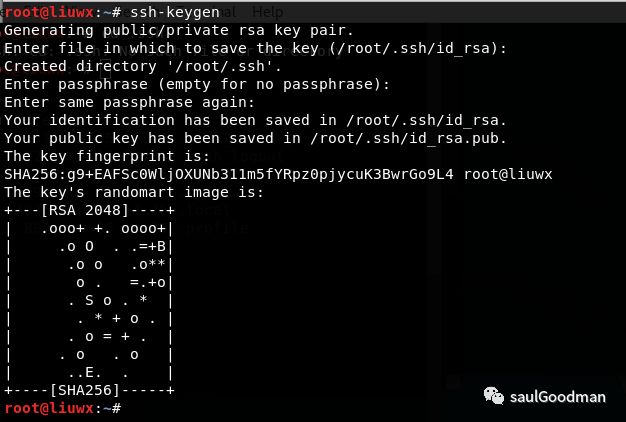 Help
root@liuwx:~# ssh-keygen
Generating public/private rsa key pair.
Enter file in which to save the key (/root/.ssh/id_rsa):
Created directory '/root/.ssh'.
Enter passphrase (empty for no passphrase):
Enter same passphrase again:
Your identification has been saved in /root/.ssh/id_rsa.
Your public key has been saved in /root/.ssh/id_rsa.pub.
The key fingerprint is:
SHA256:g9+EAFSc0WljOXUNb311m5fYRpz0pjycuK3BwrGo9L4 root@liuwx
The key's randomart image is:
+---[RSA 2048]----+
|   .ooo+ +. oooo+|
|     .o O  . .=+B|
|      .o o   .o**|
|       o .   =.+o|
|      . S o . *  |
|       . * + o . |
|      . o = + .  |
|     . o   . o   |
|      ..E.  .    |
+----[SHA256]-----+
root@liuwx:~#
saulGoodman